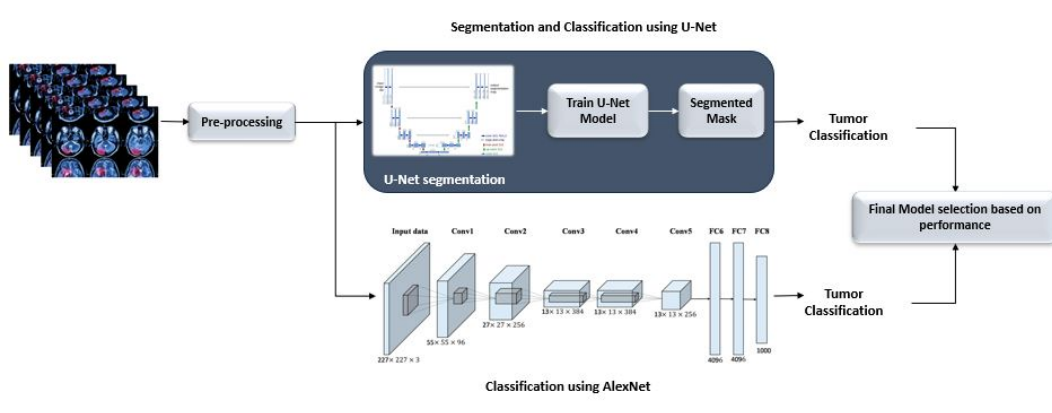 Segmentation and Classification using U-Net
Pre-processing
Train U-Net
Model
Segmented
Mask
U-Net segmentation
Tumor
Classification
Final Model selection based on
performance
Input data
Conv1
Conv2
Conv3
Conv4
Conv5
FC6
FC7
FC8
227× 227 × 3
55× 55 × 96
27× 27 × 256
13× 13 × 384
13× 13 × 384
13× 13 × 256
4096
4096
1000
Tumor
Classification
Classification using AlexNet